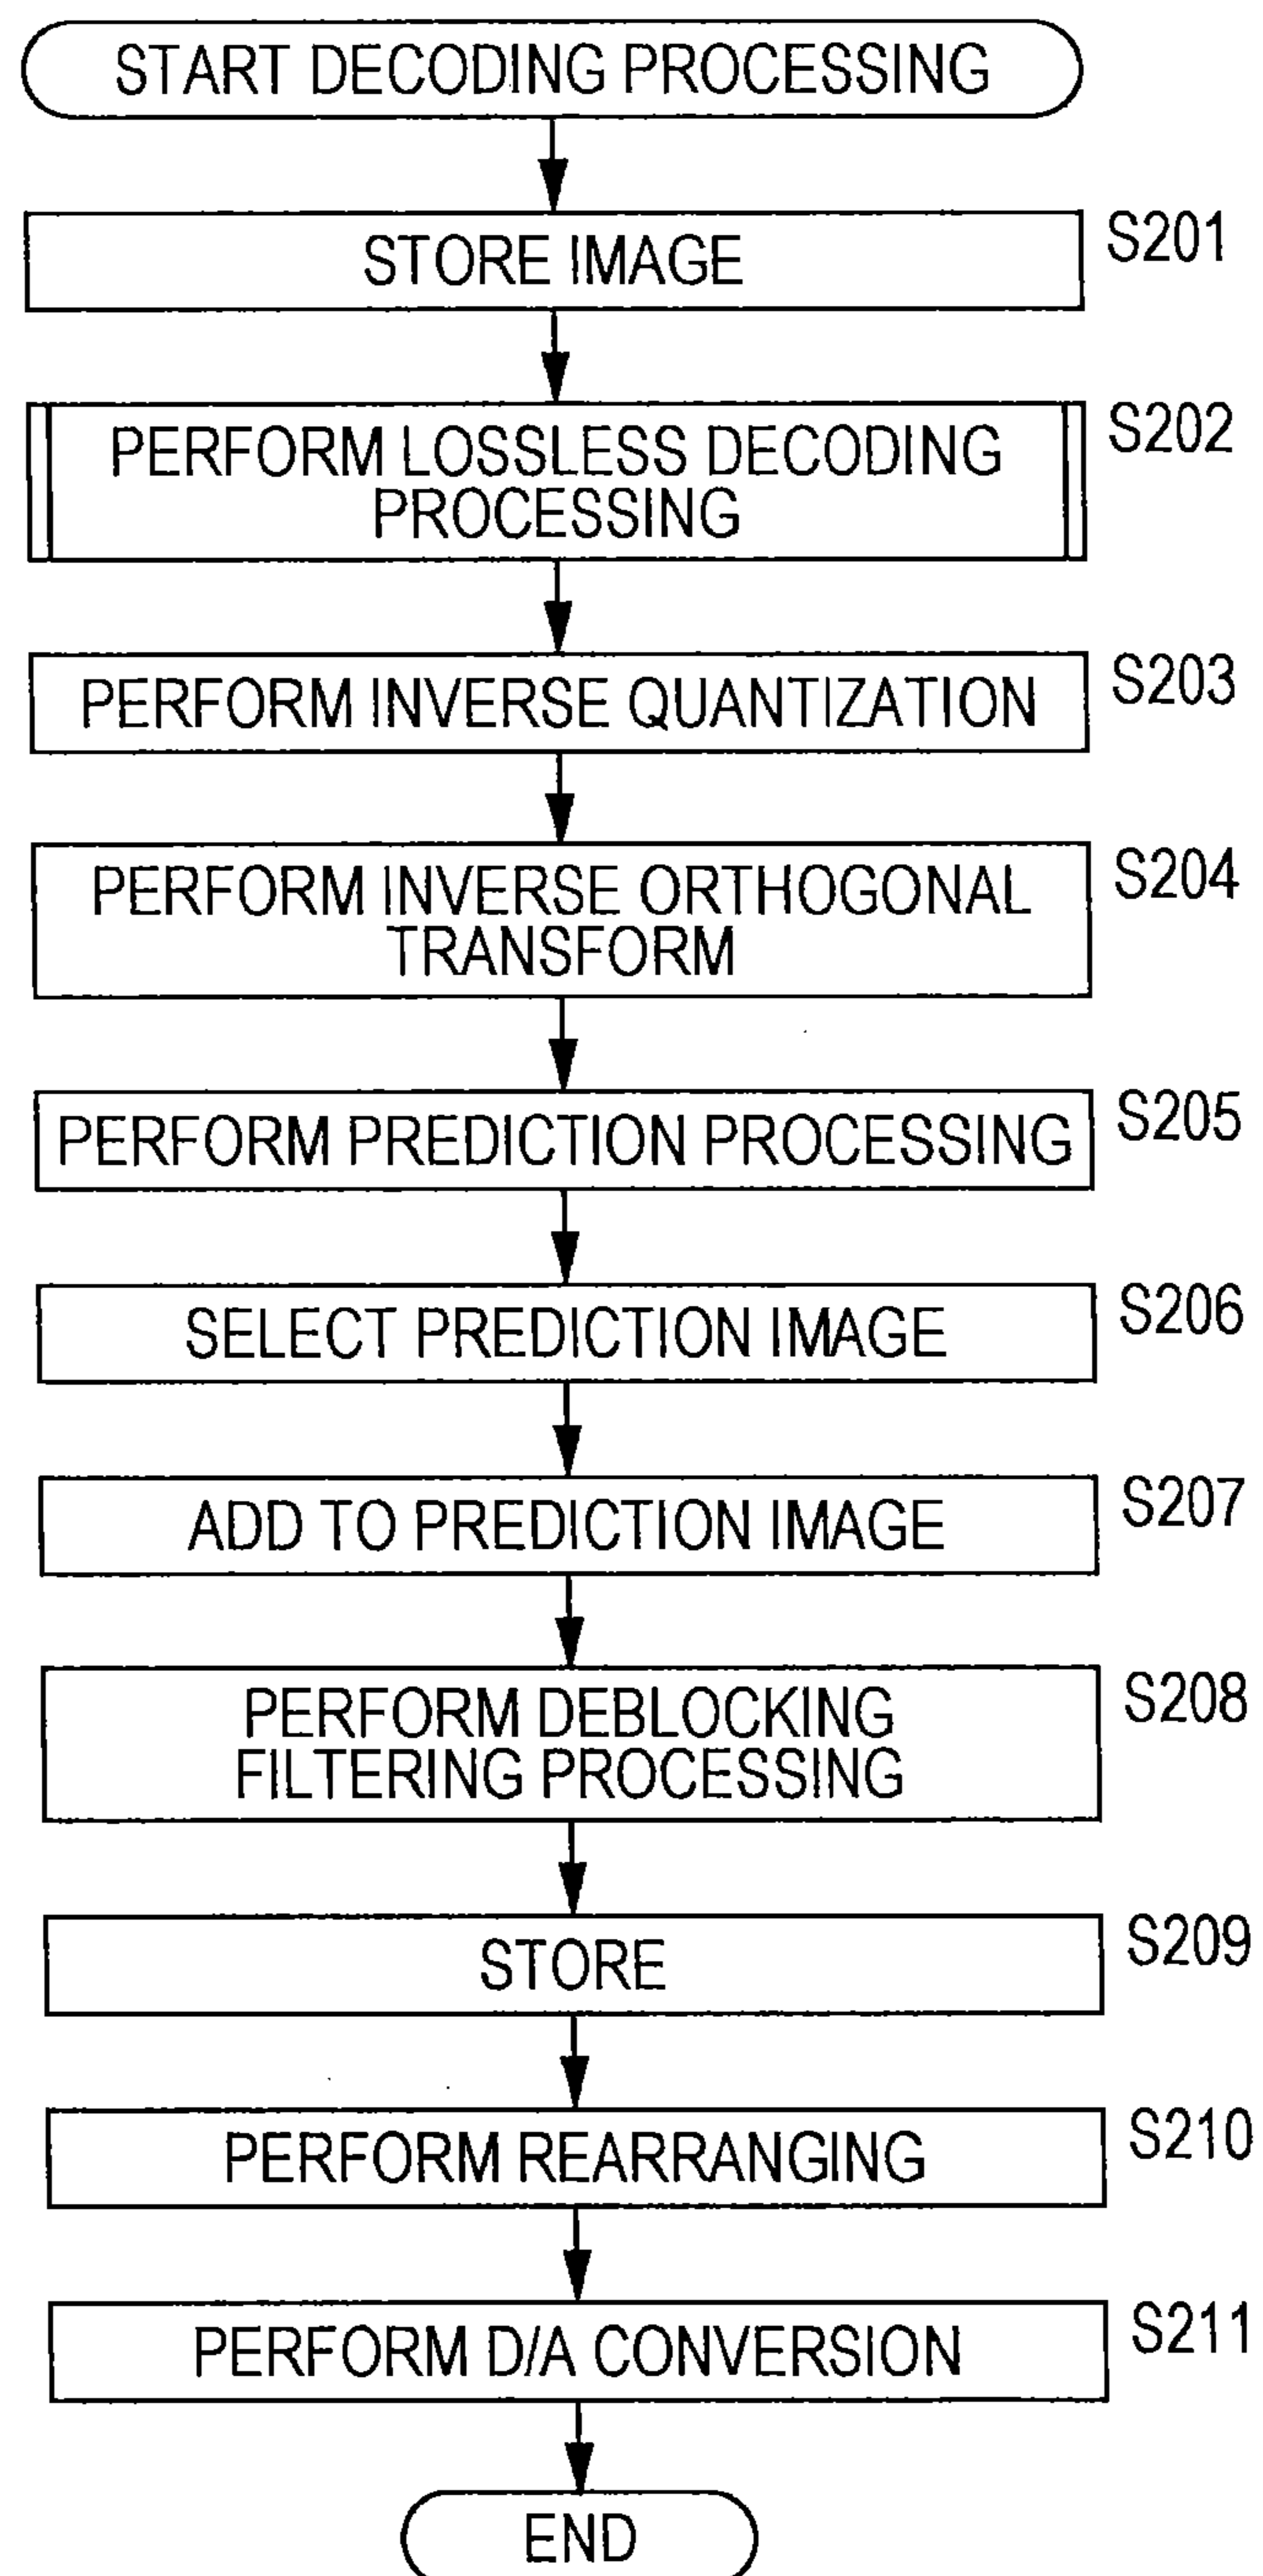 START DECODING PROCESSING
STORE IMAGE
S201
PERFORM LOSSLESS DECODING
PROCESSING
S202
PERFORM INVERSE QUANTIZATION
S203
PERFORM INVERSE ORTHOGONAL
TRANSFORM
S204
PERFORM PREDICTION PROCESSING
S205
SELECT PREDICTION IMAGE
S206
ADD TO PREDICTION IMAGE
S207
PERFORM DEBLOCKING
FILTERING PROCESSING
S208
STORE
S209
PERFORM REARRANGING
S210
PERFORM D/A CONVERSION
S211
END